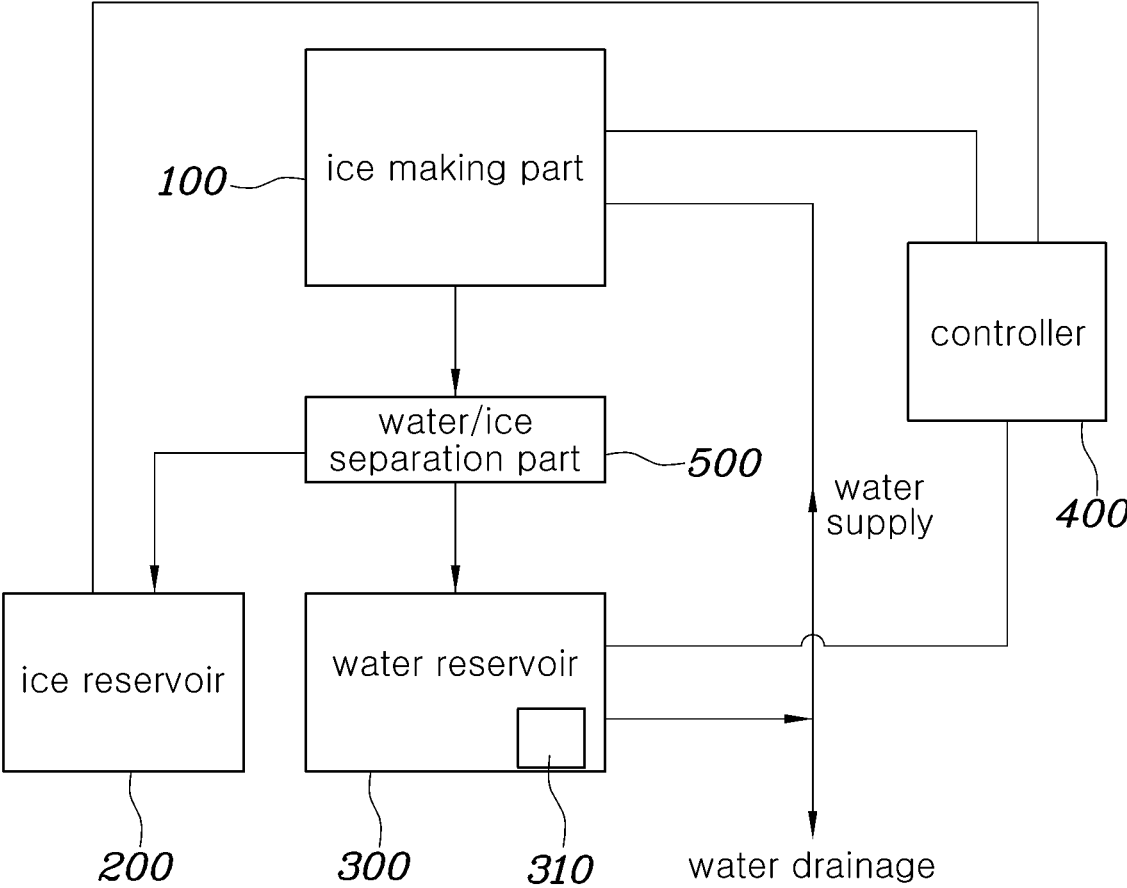 ice making part
100
controller
water/ice
separation part
500
water
supply
400
ice reservoir
water reservoir
200
300
310
water drainage